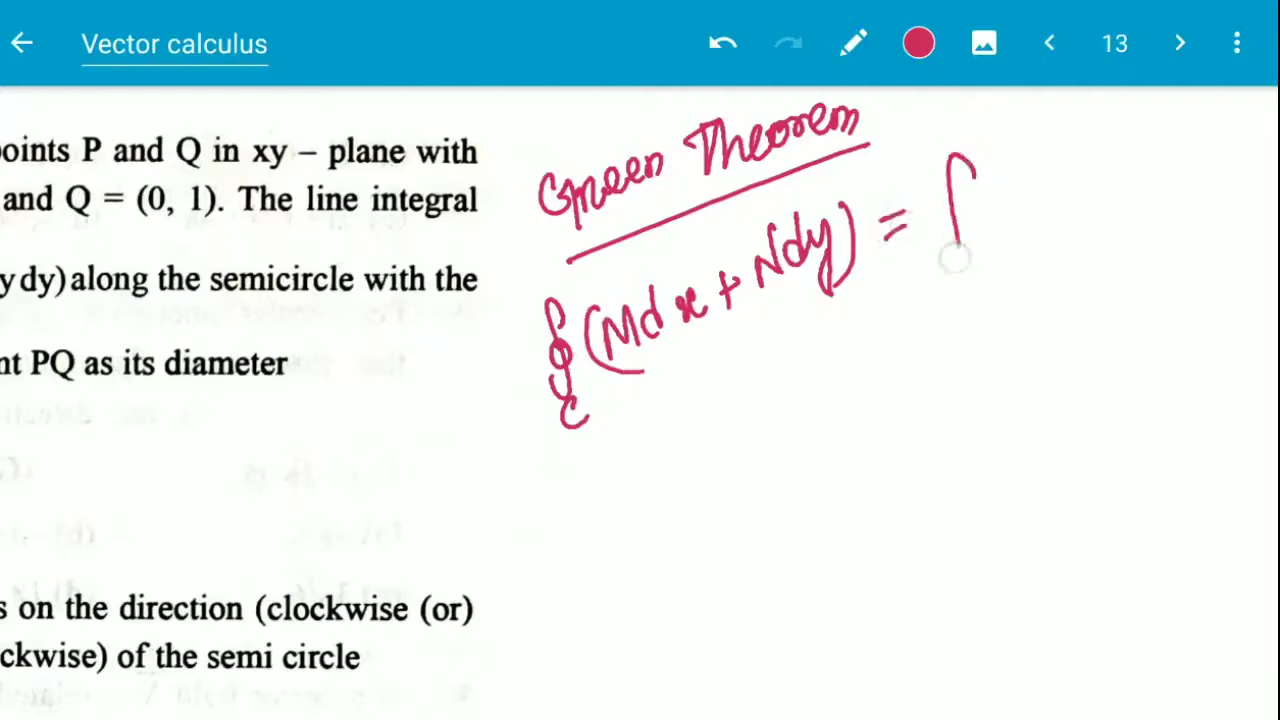 Vector calculus
13
points P and Q in xy – plane with
and Q = (0, 1). The line integral
y dy) along the semicircle with the
nt PQ as its diameter
s on the direction (clockwise (or)
ckwise) of the semi circle
Green Theorem
∮ (Mdx + Ndy) = ∫
C